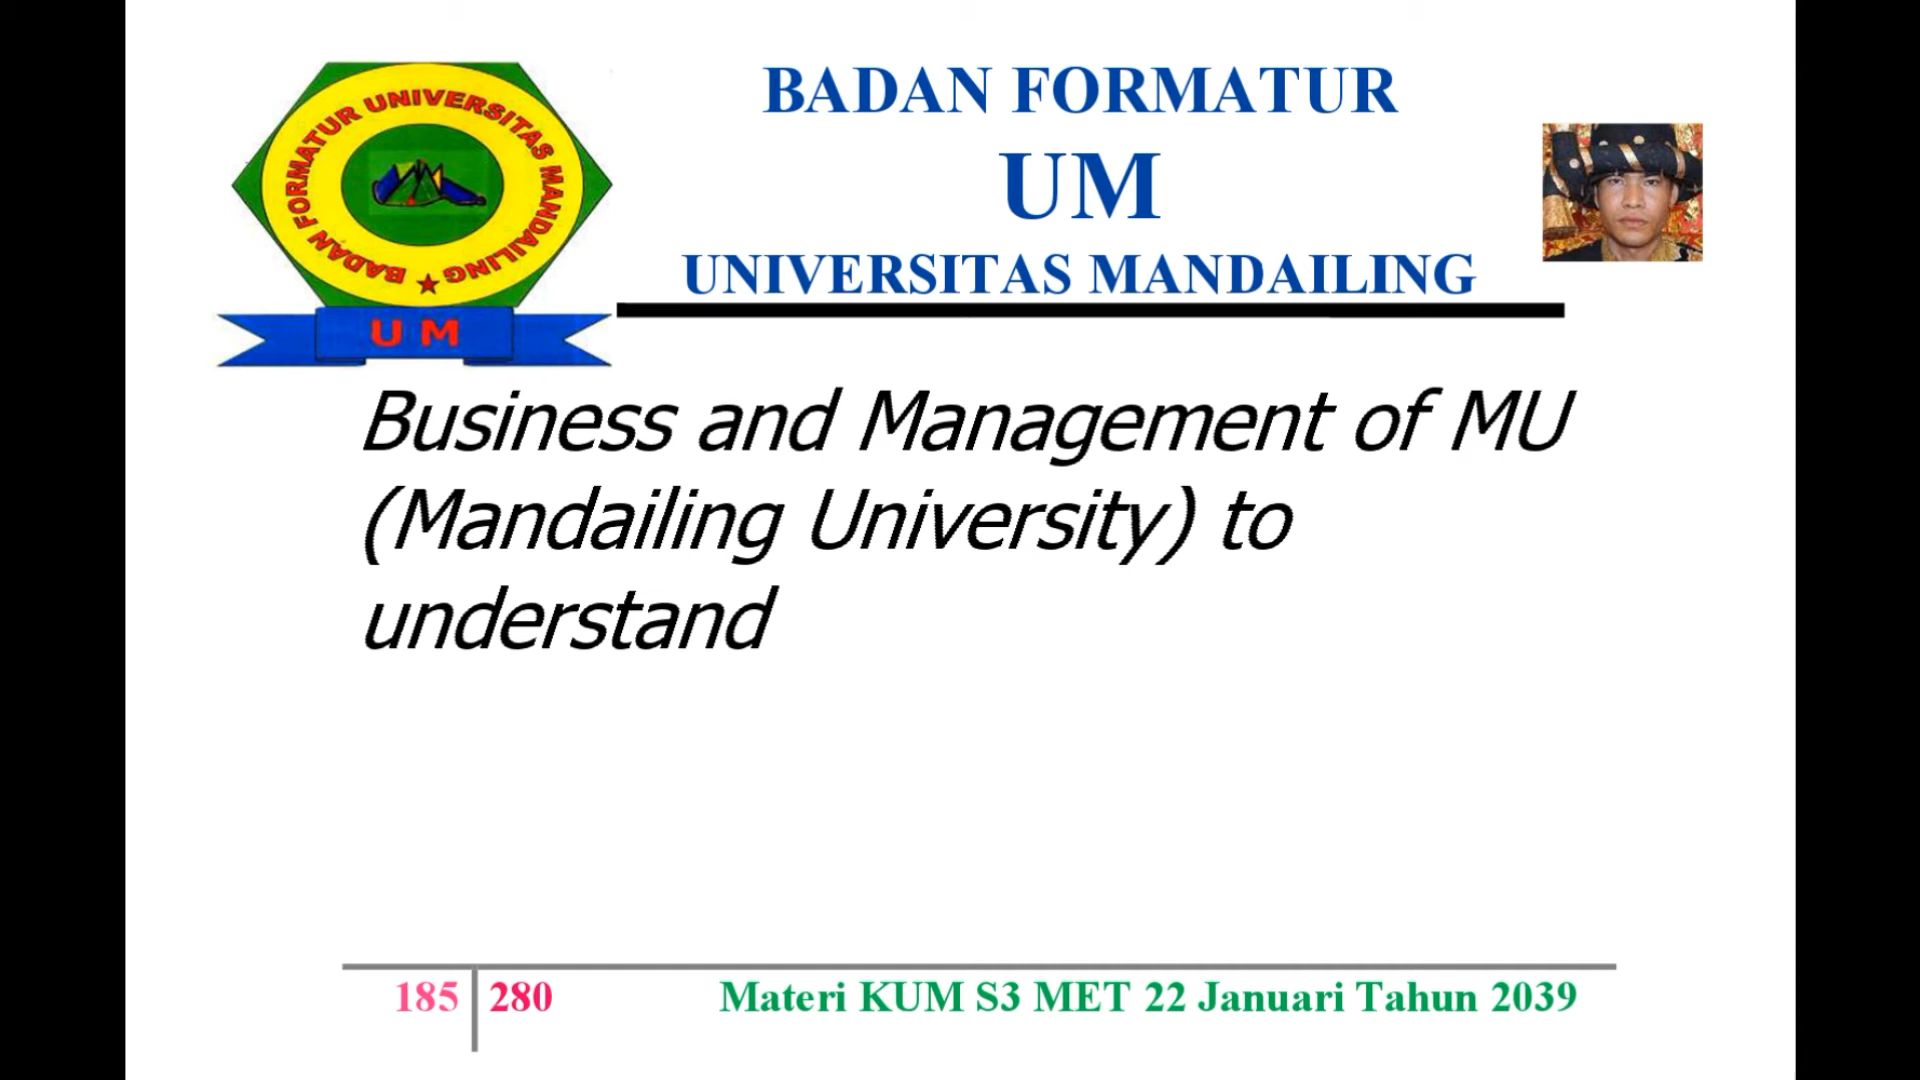 BADAN FORMATUR UNIVERSITAS MANDAILING
U M
BADAN FORMATUR
UM
UNIVERSITAS MANDAILING
Business and Management of MU
(Mandailing University) to
understand
185 280
Materi KUM S3 MET 22 Januari Tahun 2039